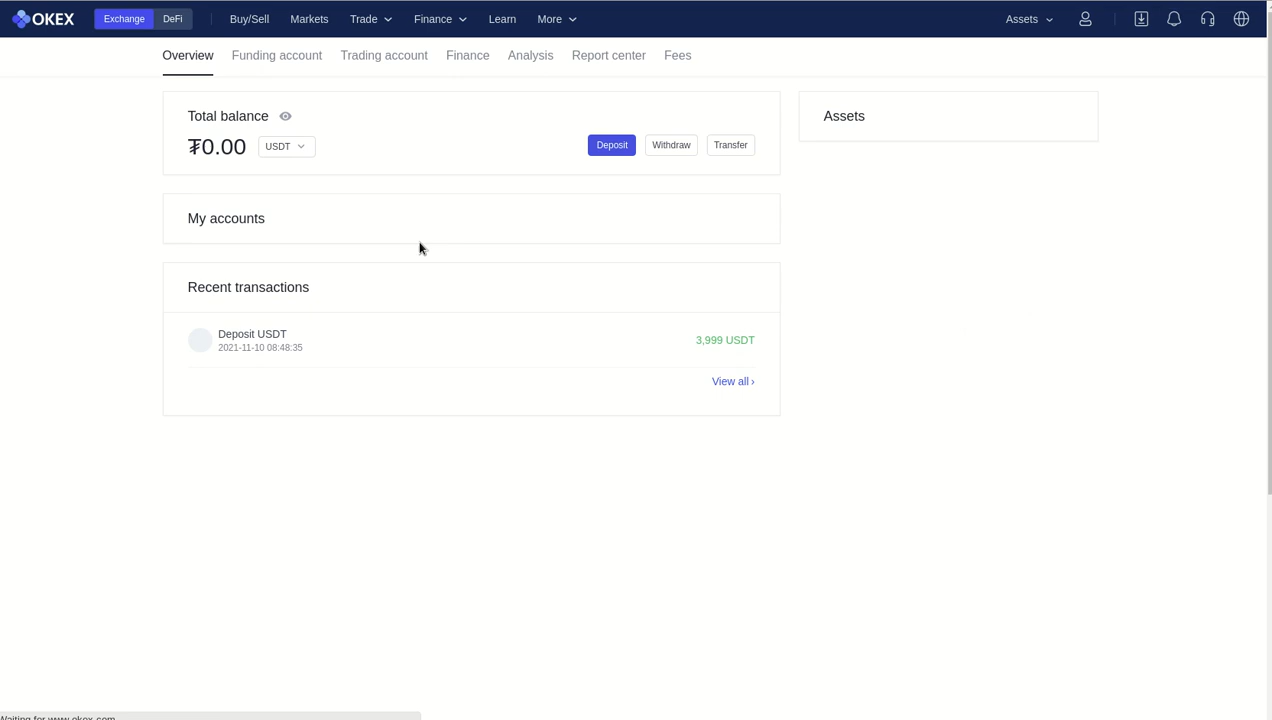 OKEX Exchange DeFi Buy/Sell Markets Trade Finance Learn More Assets
Overview Funding account Trading account Finance Analysis Report center Fees
Total balance
₮0.00 USDT Deposit Withdraw Transfer
Assets
My accounts
Recent transactions
Deposit USDT
2021-11-10 08:48:35
3,999 USDT
View all ›
Waiting for www.okex.com